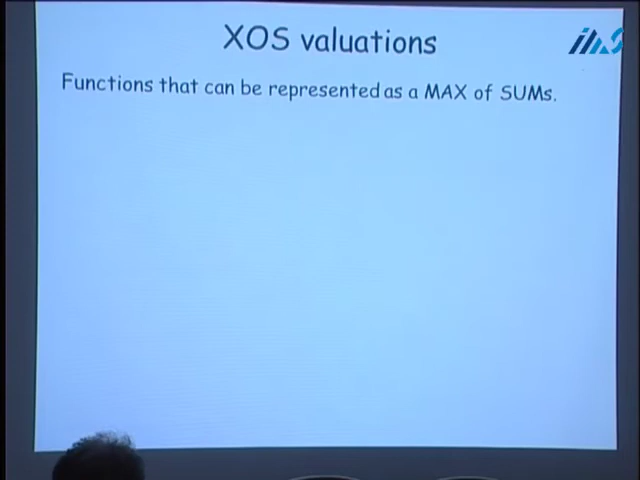 XOS valuations
Functions that can be represented as a MAX of SUMs.